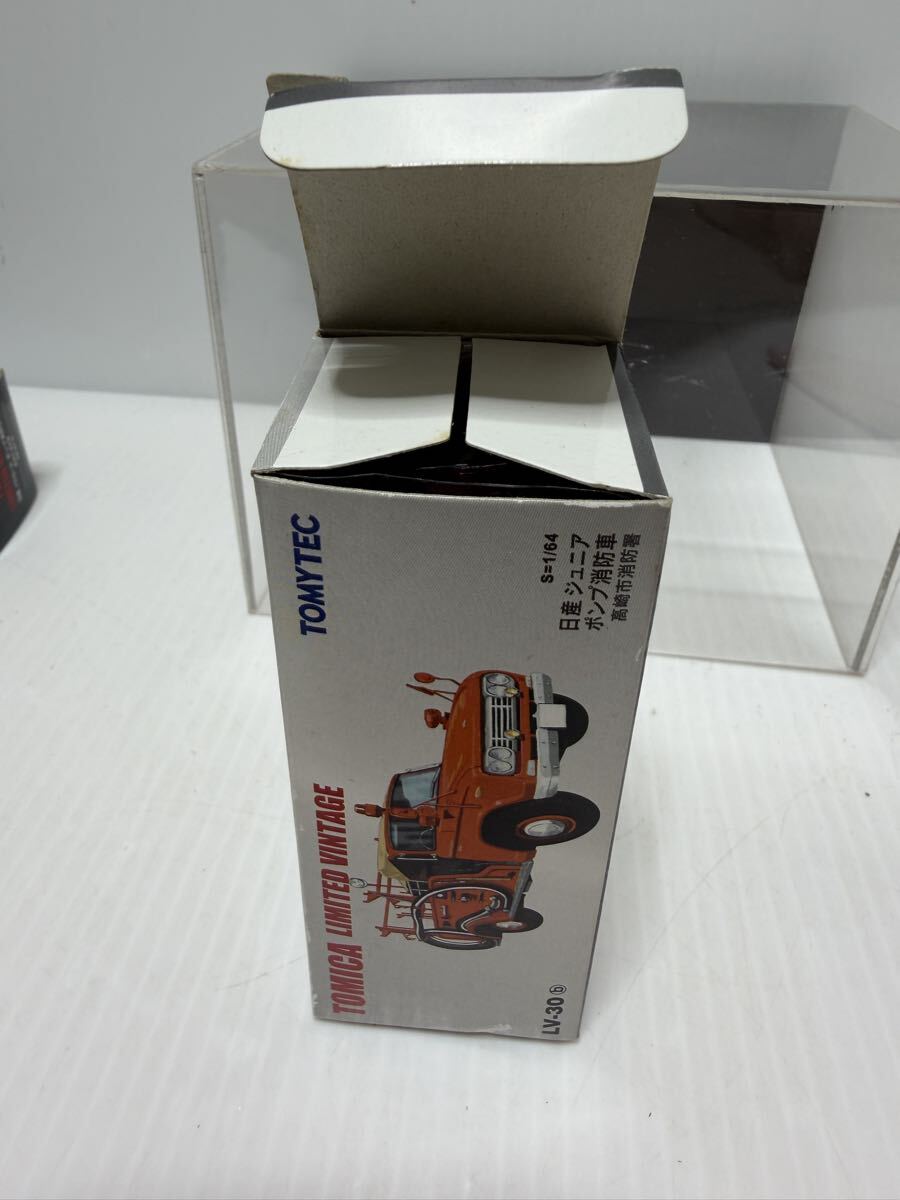 TOMYTEC
S=1/64
日産 ジュニア
ポンプ消防車
高崎市消防署
TOMICA LIMITED VINTAGE
LV-30ⓑ